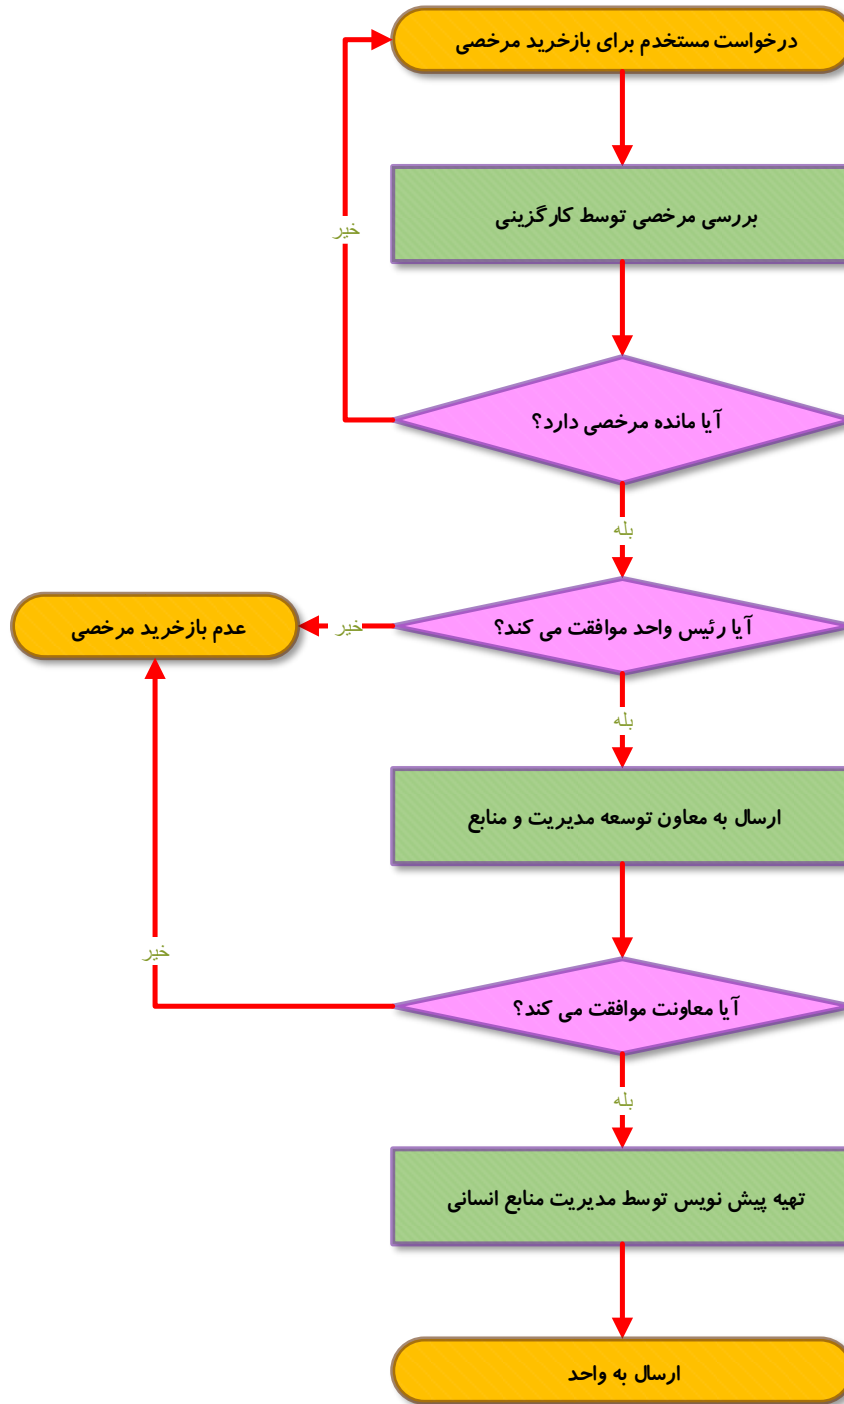 درخواست مستخدم برای بازخرید مرخصی
بررسی مرخصی توسط کارگزینی
خیر
آیا مانده مرخصی دارد؟
بله
آیا رئیس واحد موافقت می کند؟
خیر
عدم بازخرید مرخصی
بله
ارسال به معاون توسعه مدیریت و منابع
خیر
آیا معاونت موافقت می کند؟
بله
تهیه پیش نویس توسط مدیریت منابع انسانی
ارسال به واحد